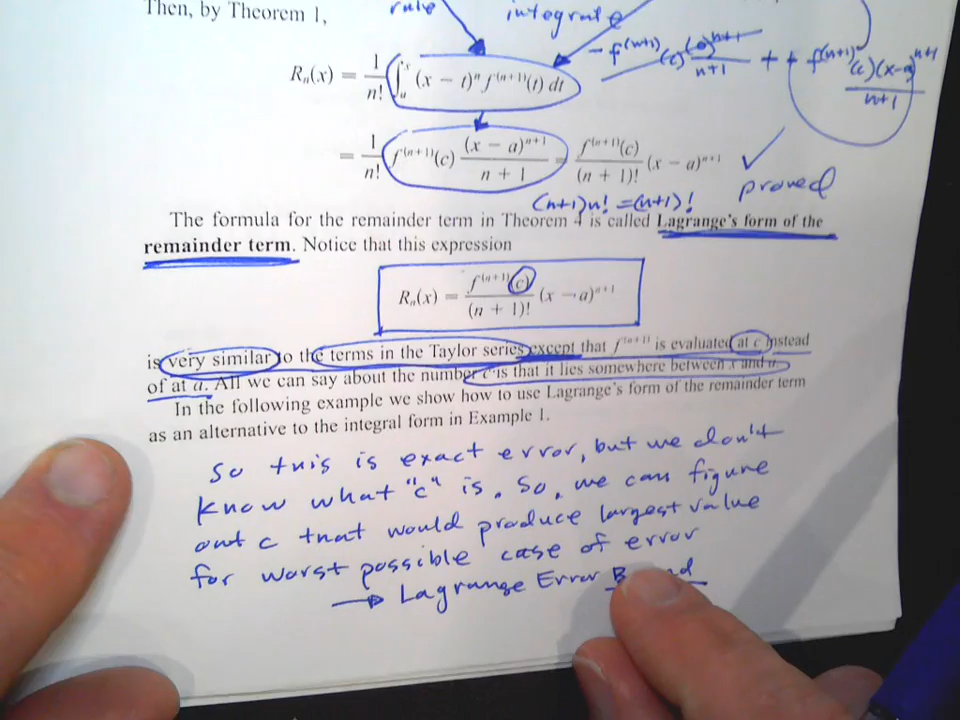 Then, by Theorem 1,
rule
integrate
R_n(x) = 1/n! ∫_a^x (x − t)^n f^(n+1)(t) dt
− f^(n+1)(c) (0)^n+1/n+1 + + f^(n+1)(c)(x−a)^n+1/n+1
= 1/n! f^(n+1)(c) (x − a)^n+1/n + 1 = f^(n+1)(c)/(n + 1)! (x − a)^n+1
✓ proved
(n+1)n! = (n+1)!
The formula for the remainder term in Theorem 4 is called Lagrange's form of the
remainder term. Notice that this expression
R_n(x) = f^(n+1)(c)/(n + 1)! (x − a)^n+1
is very similar to the terms in the Taylor series except that f^(n+1) is evaluated at c instead
of at a. All we can say about the number c is that it lies somewhere between x and a.
In the following example we show how to use Lagrange's form of the remainder term
as an alternative to the integral form in Example 1.
So this is exact error, but we don't
know what "c" is. So, we can figure
out c that would produce largest value
for worst possible case of error
→ Lagrange Error